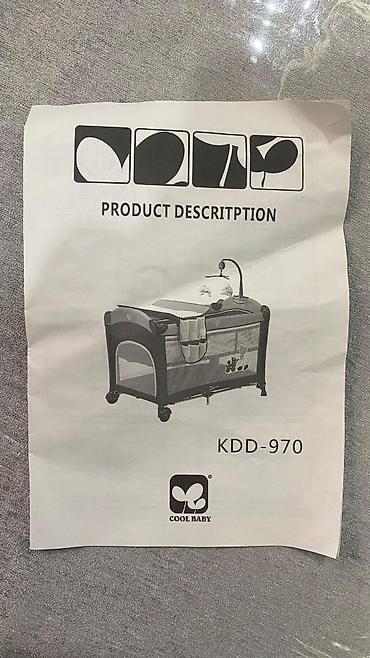 PRODUCT DESCRITPTION
KDD-970
®
COOL BABY